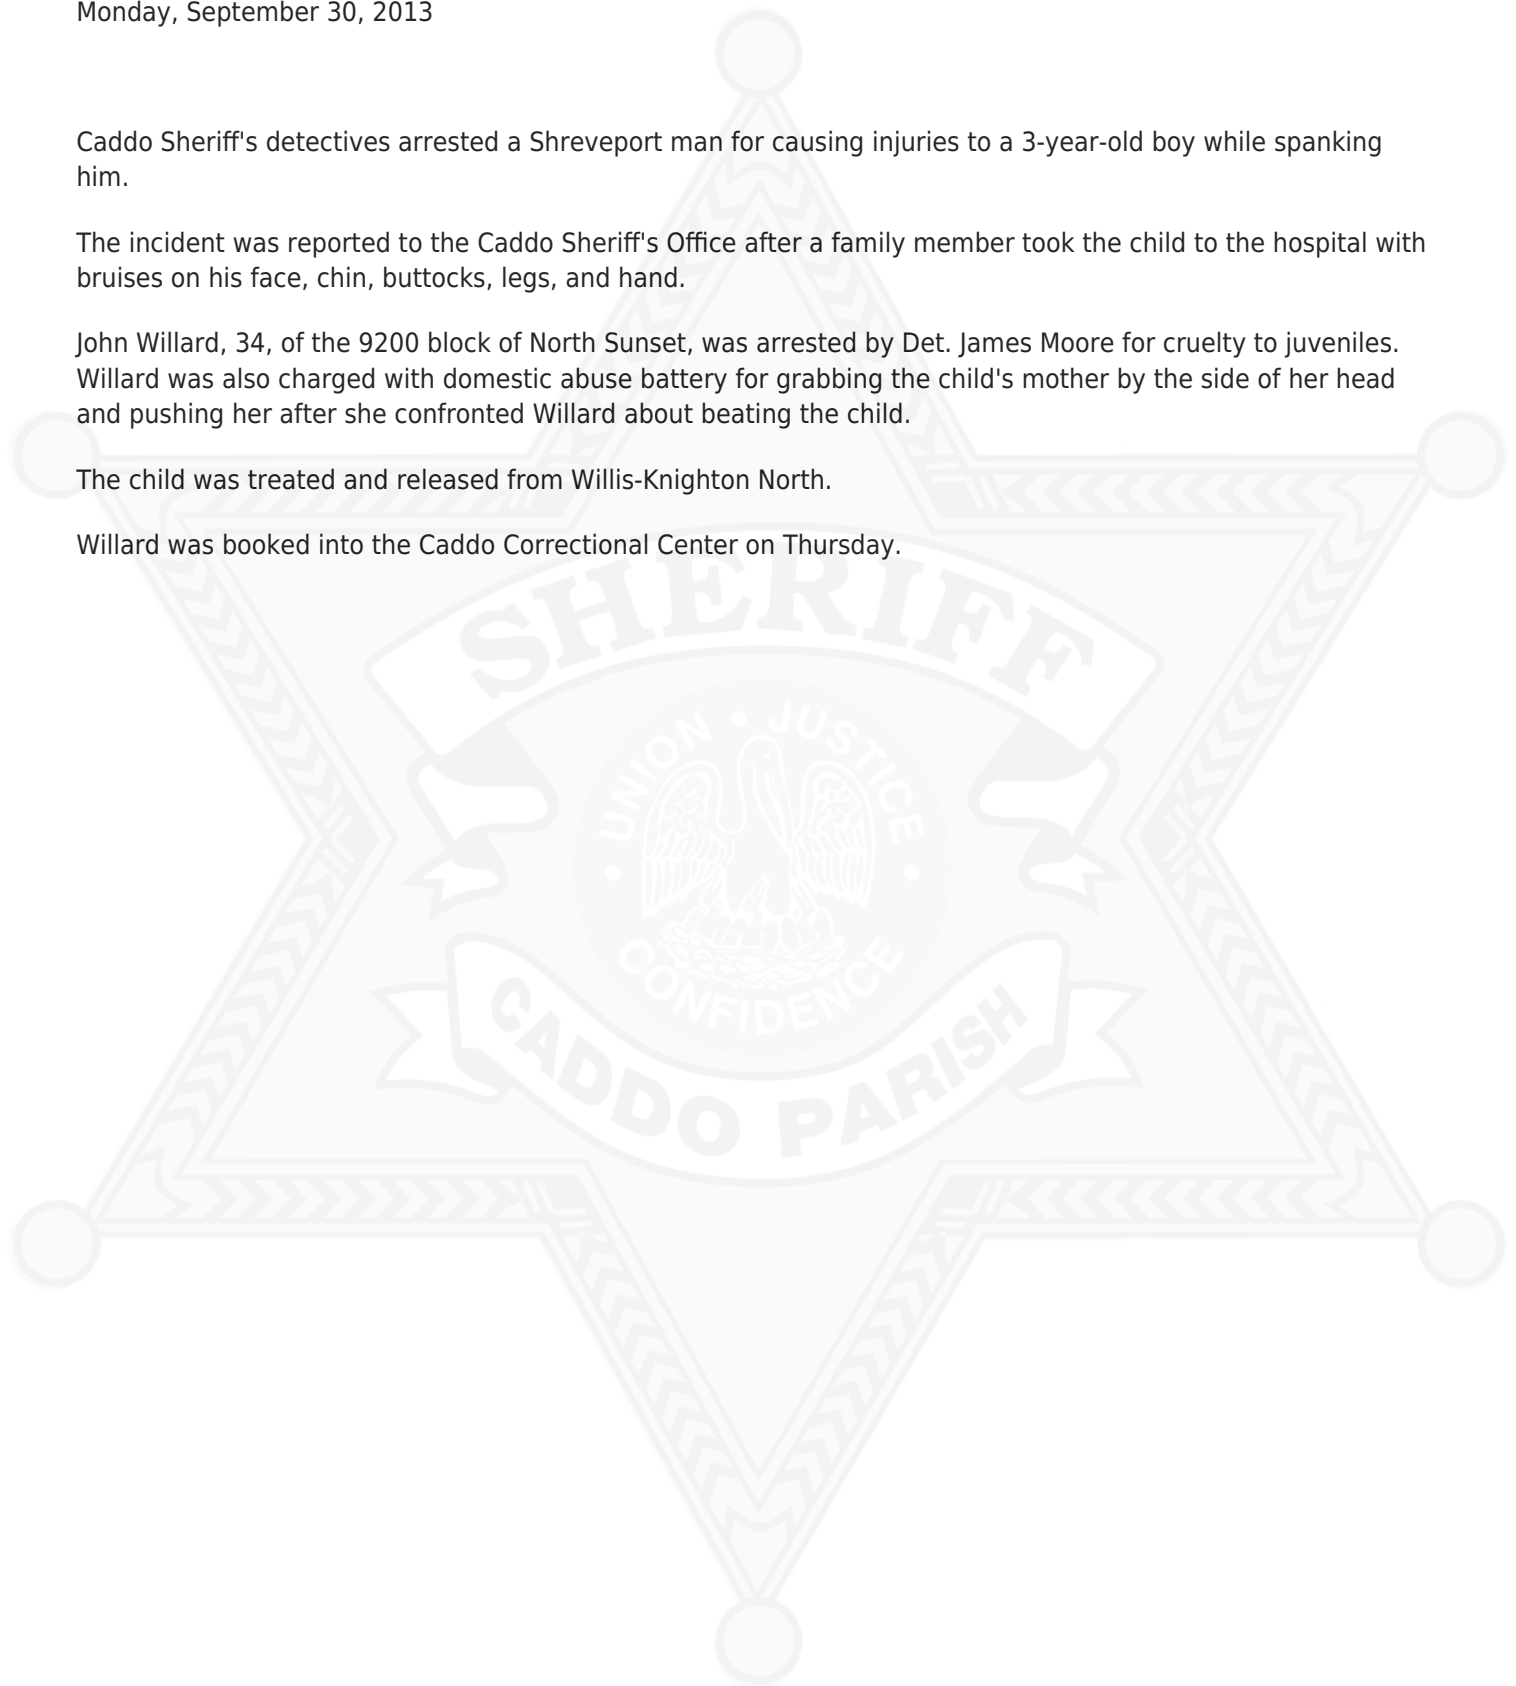 Monday, September 30, 2013
Caddo Sheriff's detectives arrested a Shreveport man for causing injuries to a 3-year-old boy while spanking
him.
The incident was reported to the Caddo Sheriff's Office after a family member took the child to the hospital with
bruises on his face, chin, buttocks, legs, and hand.
John Willard, 34, of the 9200 block of North Sunset, was arrested by Det. James Moore for cruelty to juveniles.
Willard was also charged with domestic abuse battery for grabbing the child's mother by the side of her head
and pushing her after she confronted Willard about beating the child.
The child was treated and released from Willis-Knighton North.
Willard was booked into the Caddo Correctional Center on Thursday.
SHERIFF
UNION • JUSTICE
• CONFIDENCE •
CADDO PARISH